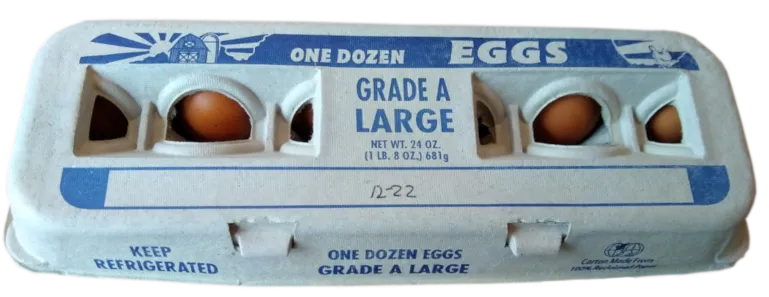 ONE DOZEN EGGS
GRADE A
LARGE
NET WT. 24 OZ.
(1 LB. 8 OZ.) 681g
12-22
KEEP
REFRIGERATED
ONE DOZEN EGGS
GRADE A LARGE
Carton Made From
100% Recycled Paper